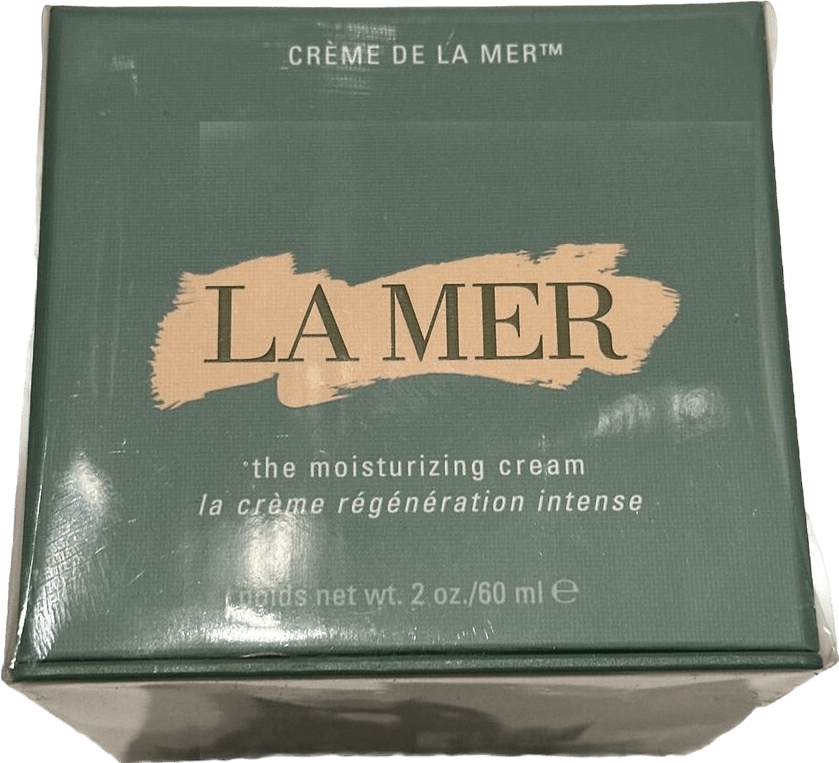 CRÈME DE LA MER™
LA MER
the moisturizing cream
la crème régénération intense
poids net wt. 2 oz./60 ml ℮